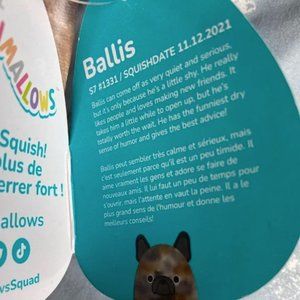 MALLOWS
Squish!
plus de
errer fort !
allows
wsSquad
Ballis
S7 #1331 / SQUISHDATE 11.12.2021
Ballis can come off as very quiet and serious,
but it's only because he's a little shy. He really
likes people and loves making new friends. It
takes him a little while to open up, but he's
totally worth the wait. He has the funniest dry
sense of humor and gives the best advice!
Ballis peut sembler très calme et sérieux, mais
c'est seulement parce qu'il est un peu timide. Il
aime vraiment les gens et adore se faire de
nouveaux amis. Il lui faut un peu de temps pour
s'ouvrir, mais l'attente en vaut la peine. Il a le
plus grand sens de l'humour et donne les
meilleurs conseils!